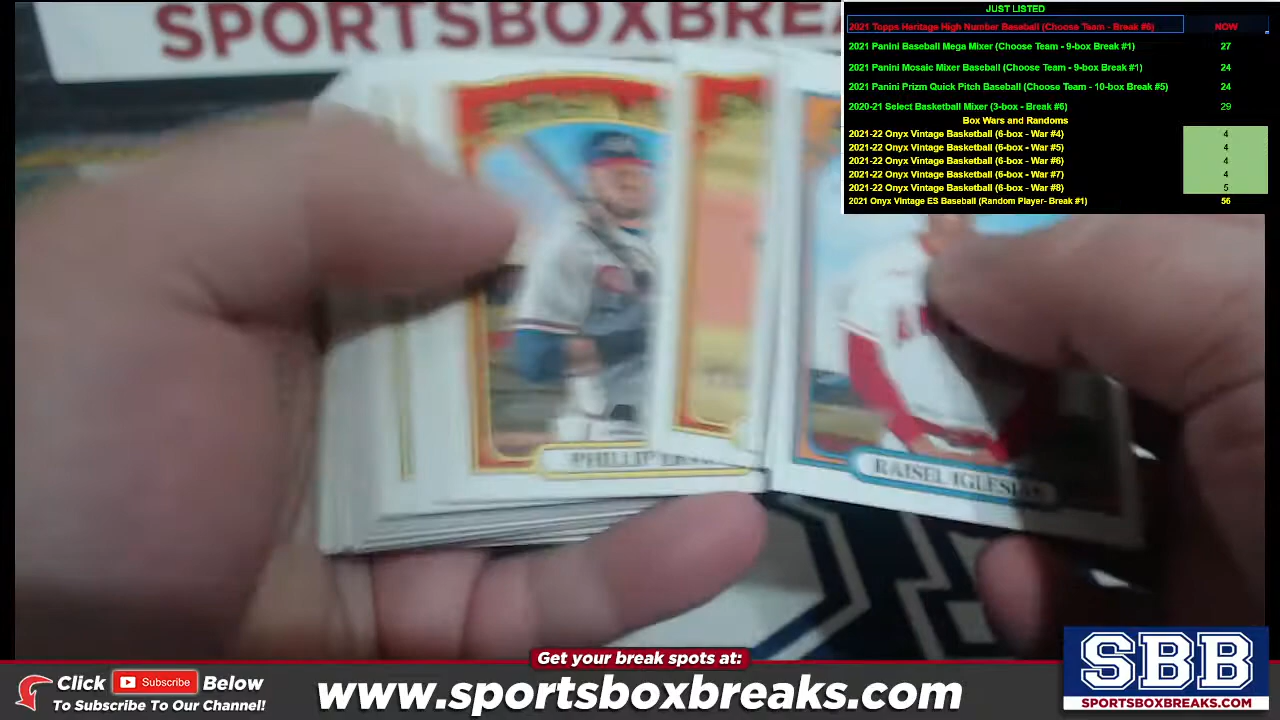 SPORTSBOXBREA
JUST LISTED
2021 Topps Heritage High Number Baseball (Choose Team - Break #6) NOW
2021 Panini Baseball Mega Mixer (Choose Team - 9-box Break #1) 27
2021 Panini Mosaic Mixer Baseball (Choose Team - 9-box Break #1) 24
2021 Panini Prizm Quick Pitch Baseball (Choose Team - 10-box Break #5) 24
2020-21 Select Basketball Mixer (3-box - Break #6) 29
Box Wars and Randoms
2021-22 Onyx Vintage Basketball (6-box - War #4) 4
2021-22 Onyx Vintage Basketball (6-box - War #5) 4
2021-22 Onyx Vintage Basketball (6-box - War #6) 4
2021-22 Onyx Vintage Basketball (6-box - War #7) 4
2021-22 Onyx Vintage Basketball (6-box - War #8) 5
2021 Onyx Vintage ES Baseball (Random Player- Break #1) 56
PHILLIP
RAISEL IGLESIAS
Get your break spots at:
Click Subscribe Below
To Subscribe To Our Channel!
www.sportsboxbreaks.com
SBB
SPORTSBOXBREAKS.COM